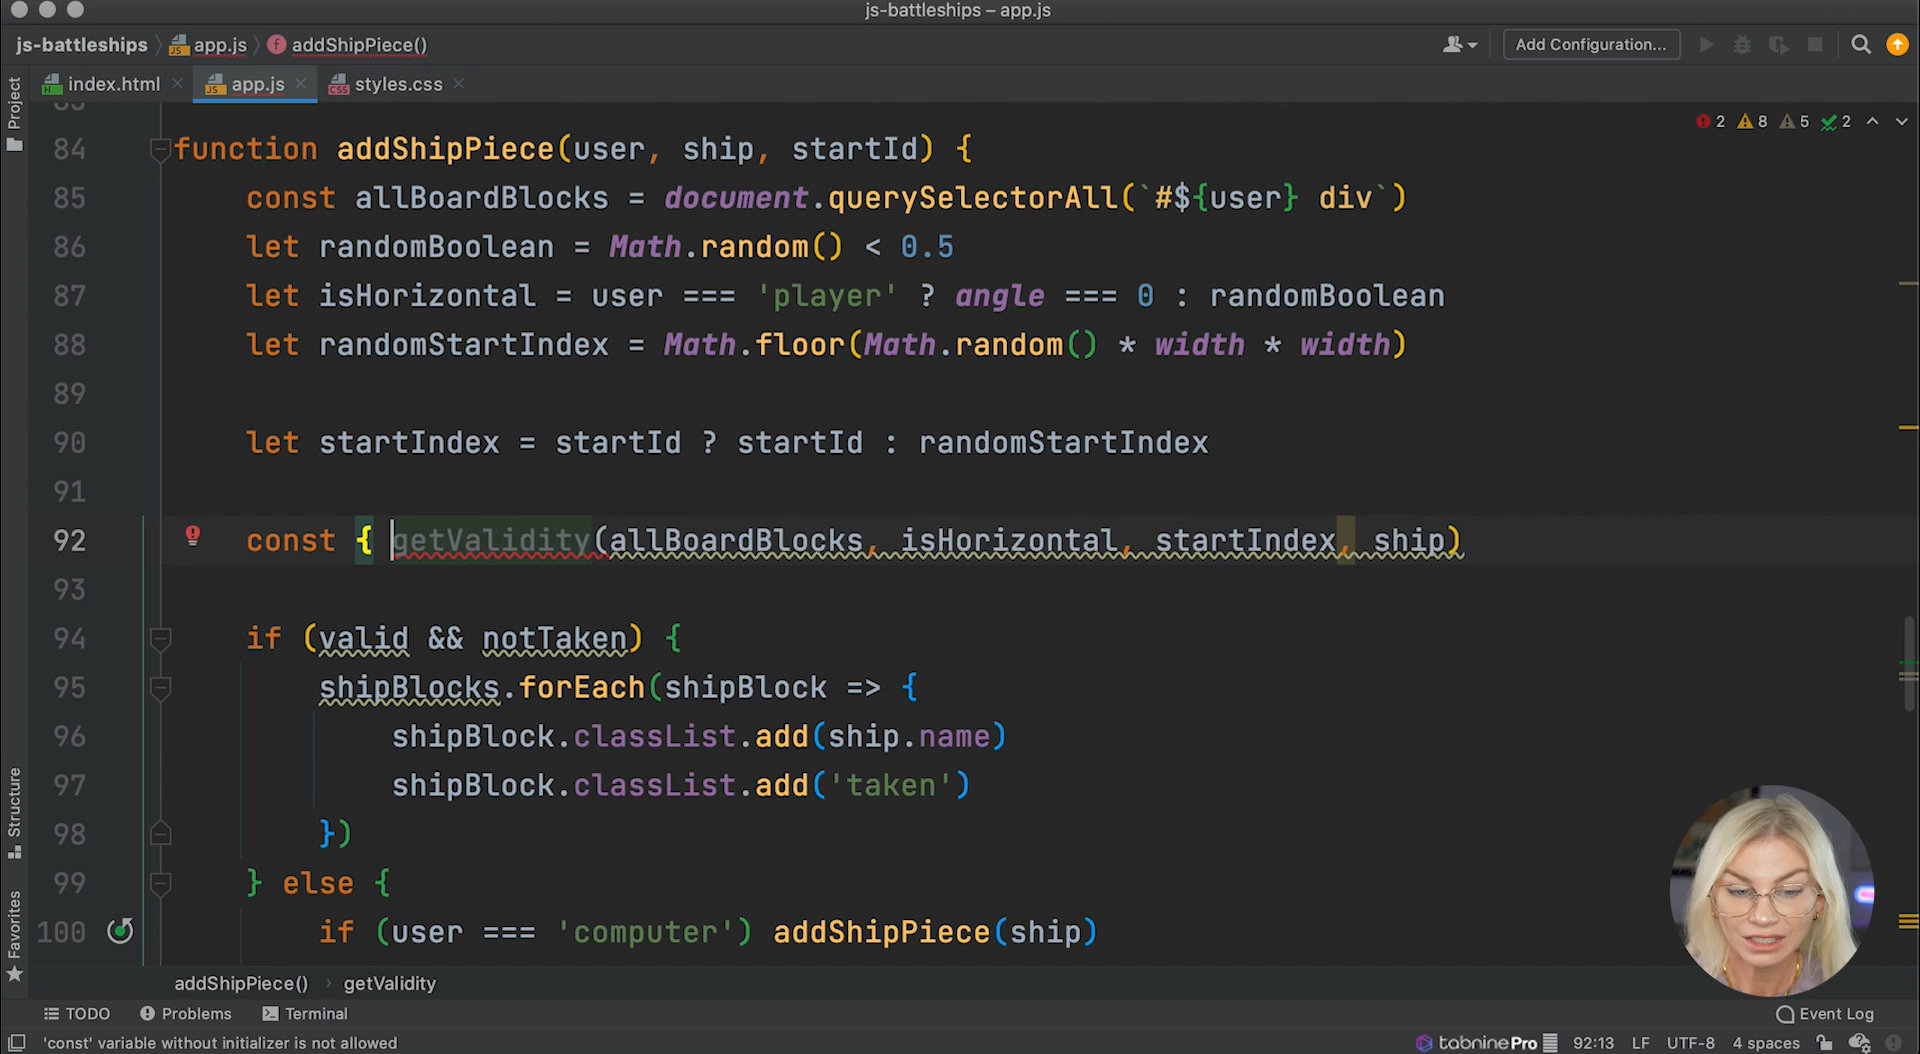 js-battleships – app.js
js-battleships app.js addShipPiece() Add Configuration...
index.html app.js styles.css
Project
2 8 5 2
84 function addShipPiece(user, ship, startId) {
85 const allBoardBlocks = document.querySelectorAll(`#${user} div`)
86 let randomBoolean = Math.random() < 0.5
87 let isHorizontal = user === 'player' ? angle === 0 : randomBoolean
88 let randomStartIndex = Math.floor(Math.random() * width * width)
89
90 let startIndex = startId ? startId : randomStartIndex
91
92 const { getValidity(allBoardBlocks, isHorizontal, startIndex, ship)
93
94 if (valid && notTaken) {
95 shipBlocks.forEach(shipBlock => {
96 shipBlock.classList.add(ship.name)
97 shipBlock.classList.add('taken')
98 })
99 } else {
100 if (user === 'computer') addShipPiece(ship)
Structure
Favorites
addShipPiece() getValidity
TODO Problems Terminal Event Log
'const' variable without initializer is not allowed tabnine Pro 92:13 LF UTF-8 4 spaces